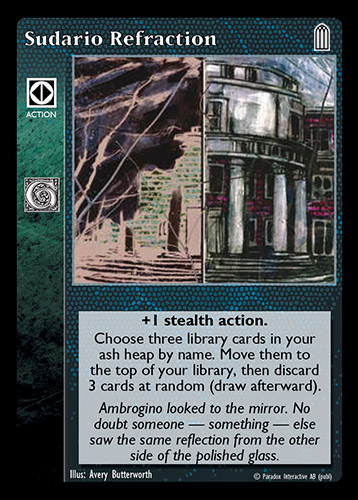 Sudario Refraction
ACTION
+1 stealth action.
Choose three library cards in your
ash heap by name. Move them to
the top of your library, then discard
3 cards at random (draw afterward).
Ambrogino looked to the mirror. No
doubt someone — something — else
saw the same reflection from the other
side of the polished glass.
Illus: Avery Butterworth
© Paradox Interactive AB (publ)